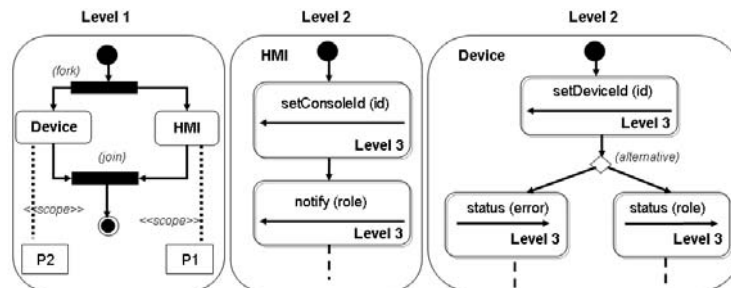 Level 1
(fork)
Device
HMI
(join)
<<scope>>
<<scope>>
P2
P1
Level 2
HMI
setConsoleId (id)
Level 3
notify (role)
Level 3
Level 2
Device
setDeviceId (id)
Level 3
(alternative)
status (error)
Level 3
status (role)
Level 3